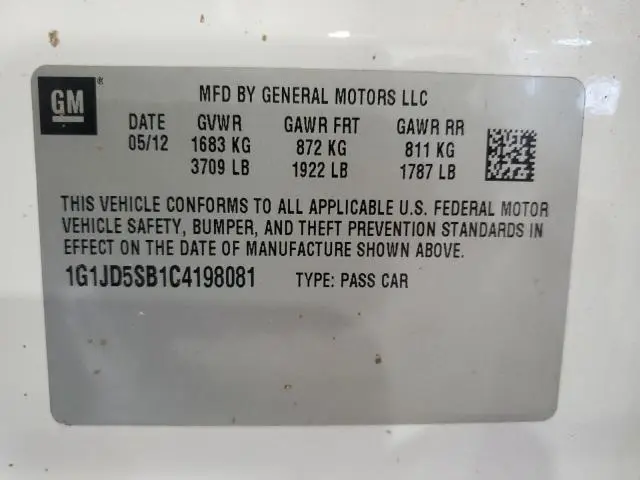 GM®
MFD BY GENERAL MOTORS LLC
DATE GVWR GAWR FRT GAWR RR
05/12 1683 KG 872 KG 811 KG
3709 LB 1922 LB 1787 LB
THIS VEHICLE CONFORMS TO ALL APPLICABLE U.S. FEDERAL MOTOR
VEHICLE SAFETY, BUMPER, AND THEFT PREVENTION STANDARDS IN
EFFECT ON THE DATE OF MANUFACTURE SHOWN ABOVE.
1G1JD5SB1C4198081 TYPE: PASS CAR